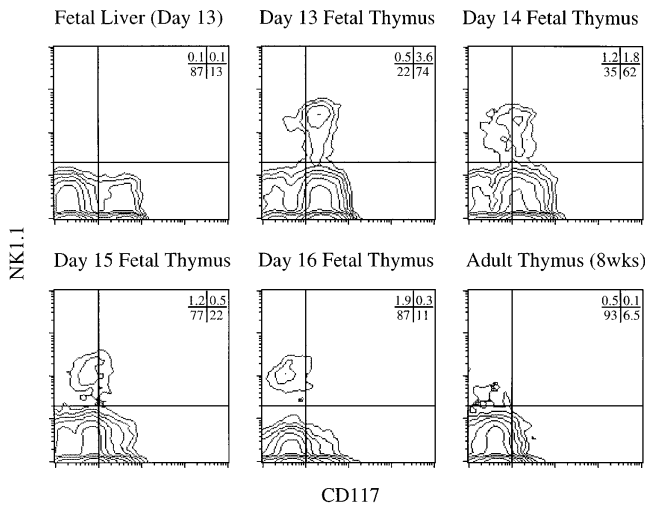 Fetal Liver (Day 13)
Day 13 Fetal Thymus
Day 14 Fetal Thymus
0.1 0.1
87 13
0.5 3.6
22 74
1.2 1.8
35 62
NK1.1
Day 15 Fetal Thymus
Day 16 Fetal Thymus
Adult Thymus (8wks)
1.2 0.5
77 22
1.9 0.3
87 11
0.5 0.1
93 6.5
CD117